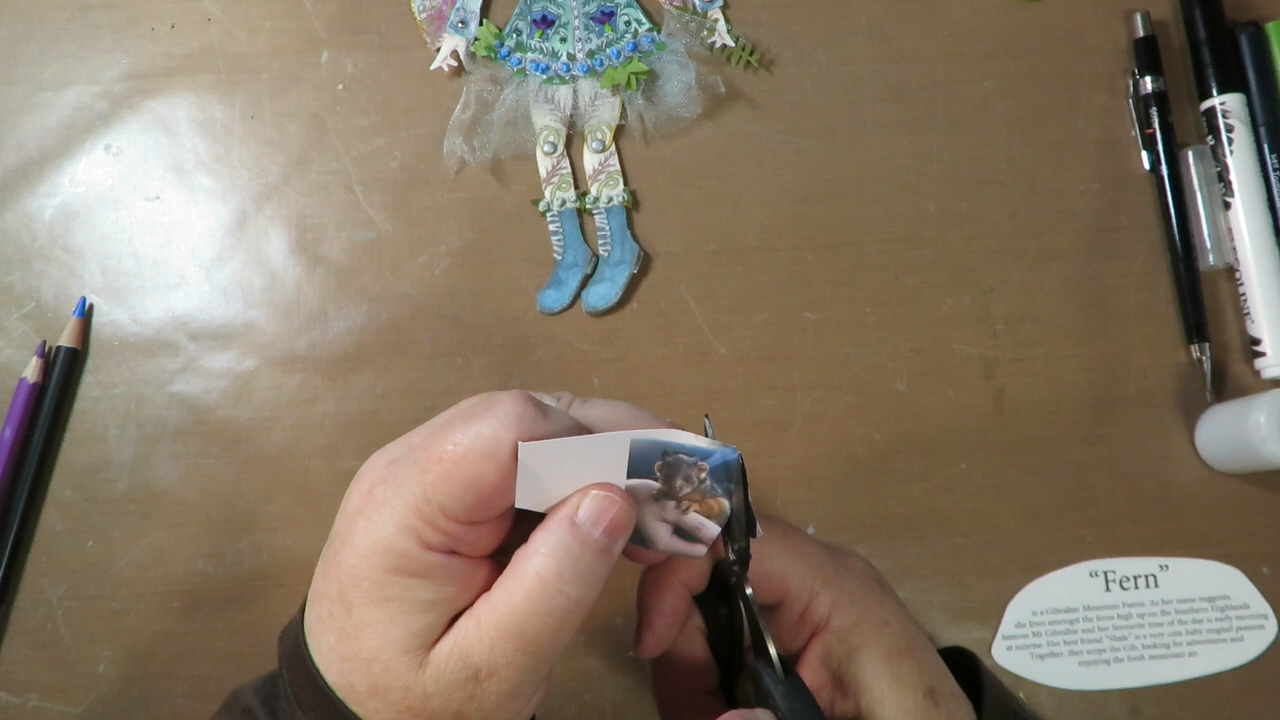 “Fern”
is a Gibraltar Mountain Faerie. As her name suggests,
she lives amongst the ferns high up on the Southern Highlands
famous Mt Gibraltar and her favourite time of the day is early morning
at sunrise. Her best friend "Shale" is a very cute baby ringtail possum
Together, they scope the Gib, looking for adventures and
enjoying the fresh mountain air.